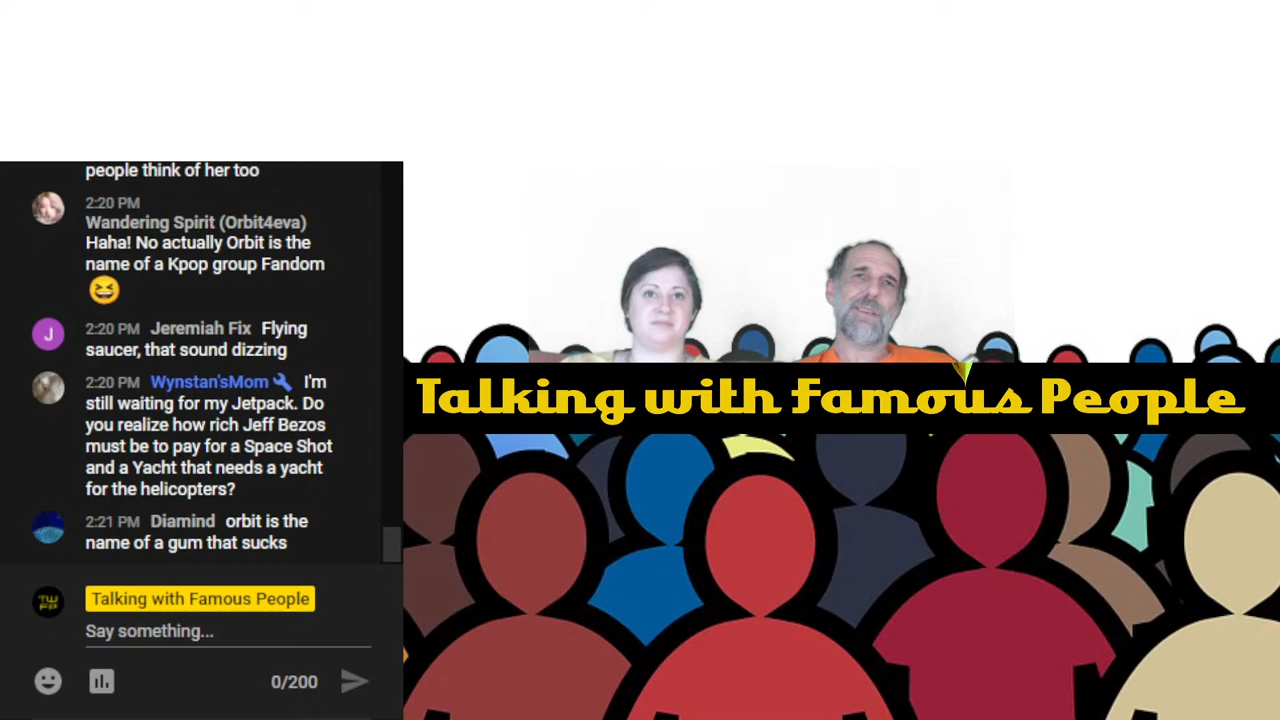 people think of her too
2:20 PM
Wandering Spirit (Orbit4eva)
Haha! No actually Orbit is the
name of a Kpop group Fandom
J
2:20 PM Jeremiah Fix Flying
saucer, that sound dizzing
2:20 PM Wynstan'sMom I'm
still waiting for my Jetpack. Do
you realize how rich Jeff Bezos
must be to pay for a Space Shot
and a Yacht that needs a yacht
for the helicopters?
2:21 PM Diamind orbit is the
name of a gum that sucks
TW
FP
Talking with Famous People
Say something...
0/200
Talking with Famous People